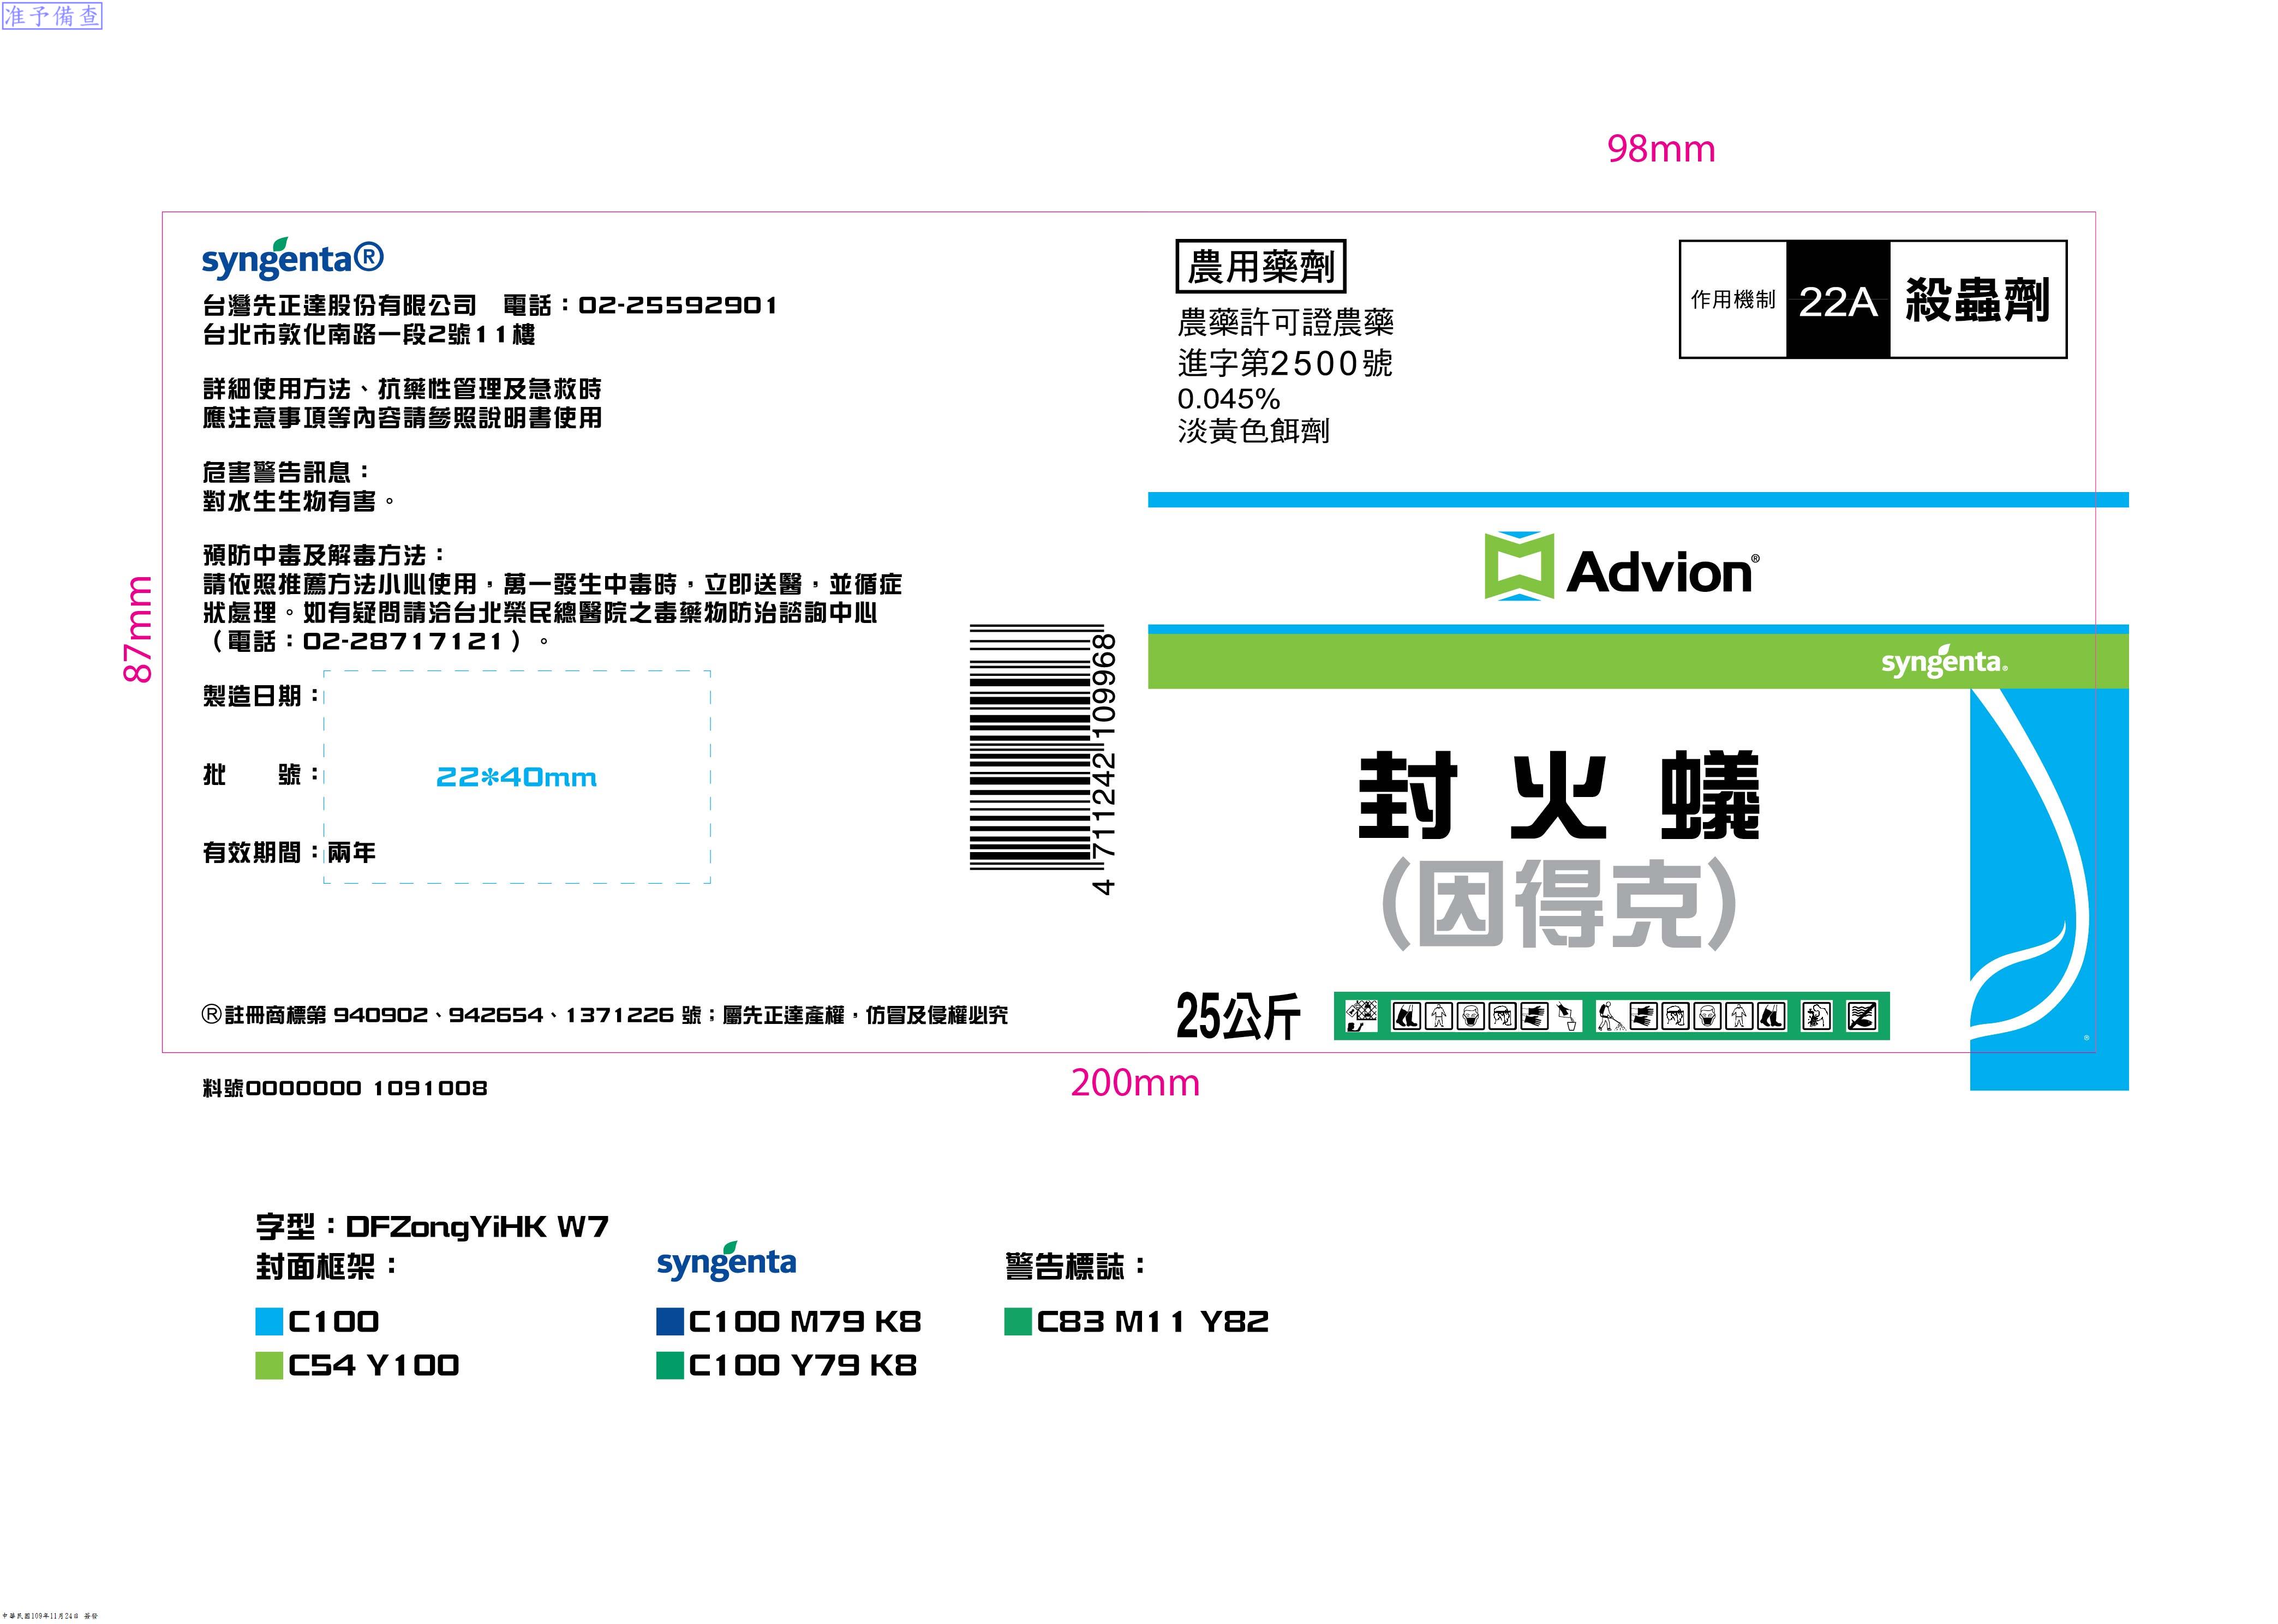 准予備查
98mm
syngenta®
台灣先正達股份有限公司　電話：02-25592901
台北市敦化南路一段2號11樓
詳細使用方法、抗藥性管理及急救時
應注意事項等內容請參照說明書使用
危害警告訊息：
對水生生物有害。
預防中毒及解毒方法：
請依照推薦方法小心使用，萬一發生中毒時，立即送醫，並循症
狀處理。如有疑問請洽台北榮民總醫院之毒藥物防治諮詢中心
（電話：02-28717121）。
製造日期：
批　　號：
22*40mm
有效期間：兩年
®註冊商標第 940902、942654、1371226 號；屬先正達產權，仿冒及侵權必究
87mm
4 711242 109968
農用藥劑
農藥許可證農藥
進字第2500號
0.045%
淡黃色餌劑
作用機制 22A 殺蟲劑
Advion®
syngenta®
封火蟻
(因得克)
25公斤
®
200mm
料號0000000 1091008
字型：DFZongYiHK W7
封面框架：
C100
C54 Y100
syngenta
C100 M79 K8
C100 Y79 K8
警告標誌：
C83 M11 Y82
中華民國109年11月24日 簽發